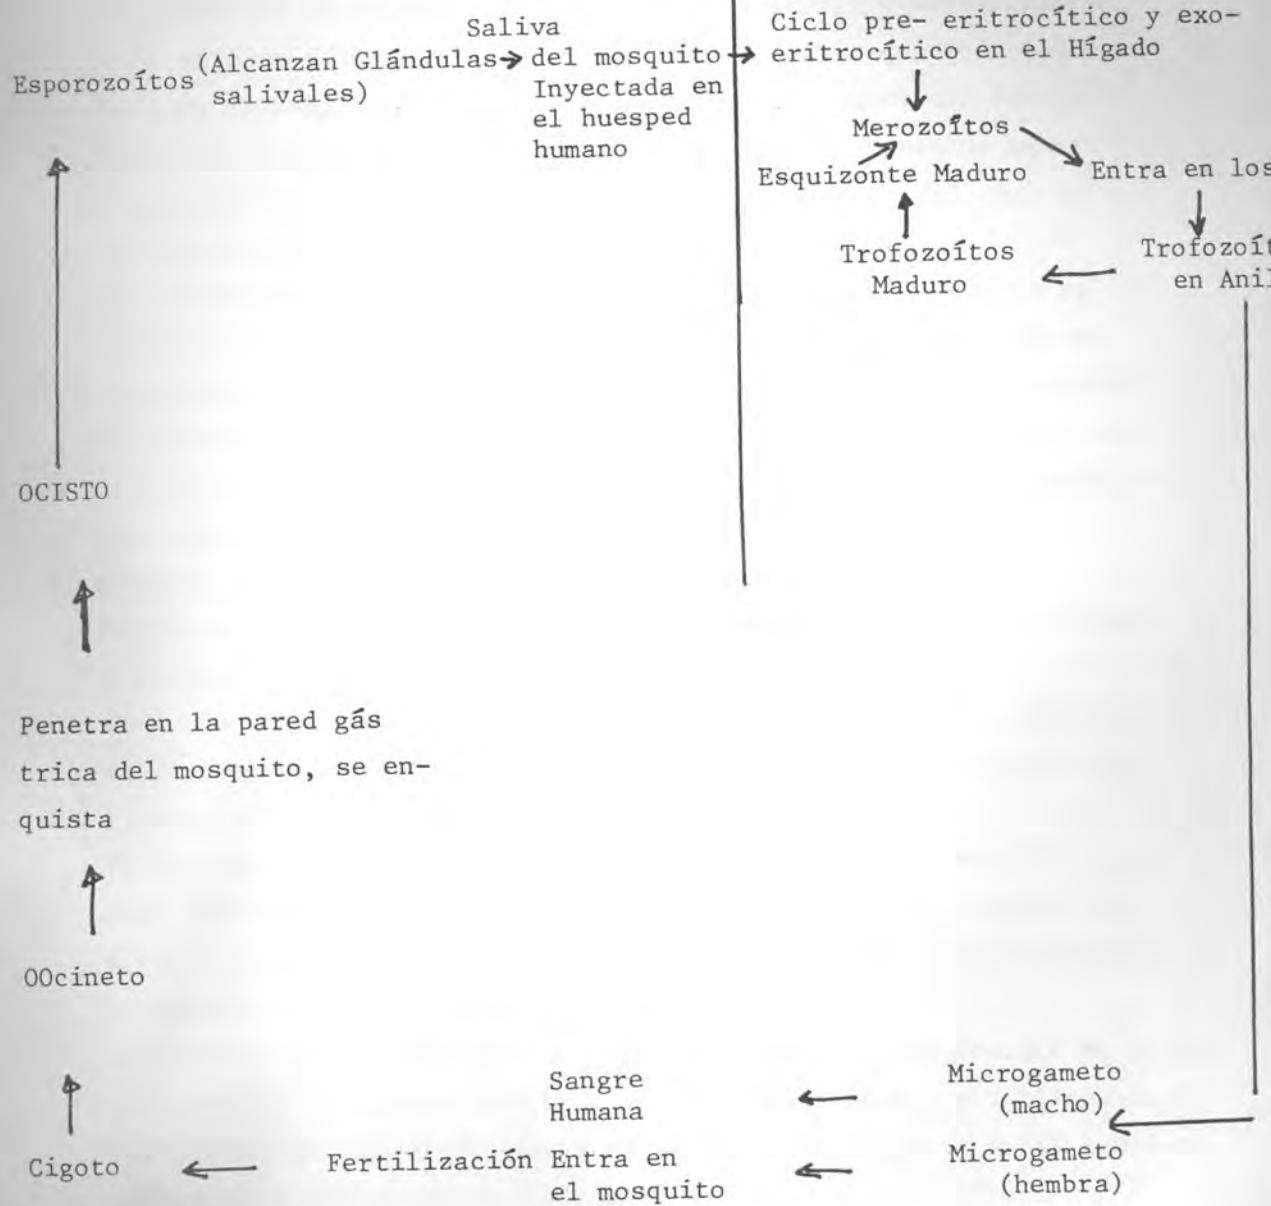 Saliva
Esporozoítos (Alcanzan Glándulas salivales)
del mosquito
Inyectada en
el huesped
humano
Ciclo pre- eritrocítico y exo-
eritrocítico en el Hígado
Merozoítos
Esquizonte Maduro
Entra en los
Trofozoítos
Maduro
en
OCISTO
Penetra en la pared gás
trica del mosquito, se en-
quista
OOcineto
Sangre
Humana
Microgameto
(macho)
Cigoto
Fertilización Entra en
el mosquito
Microgameto
(hembra)